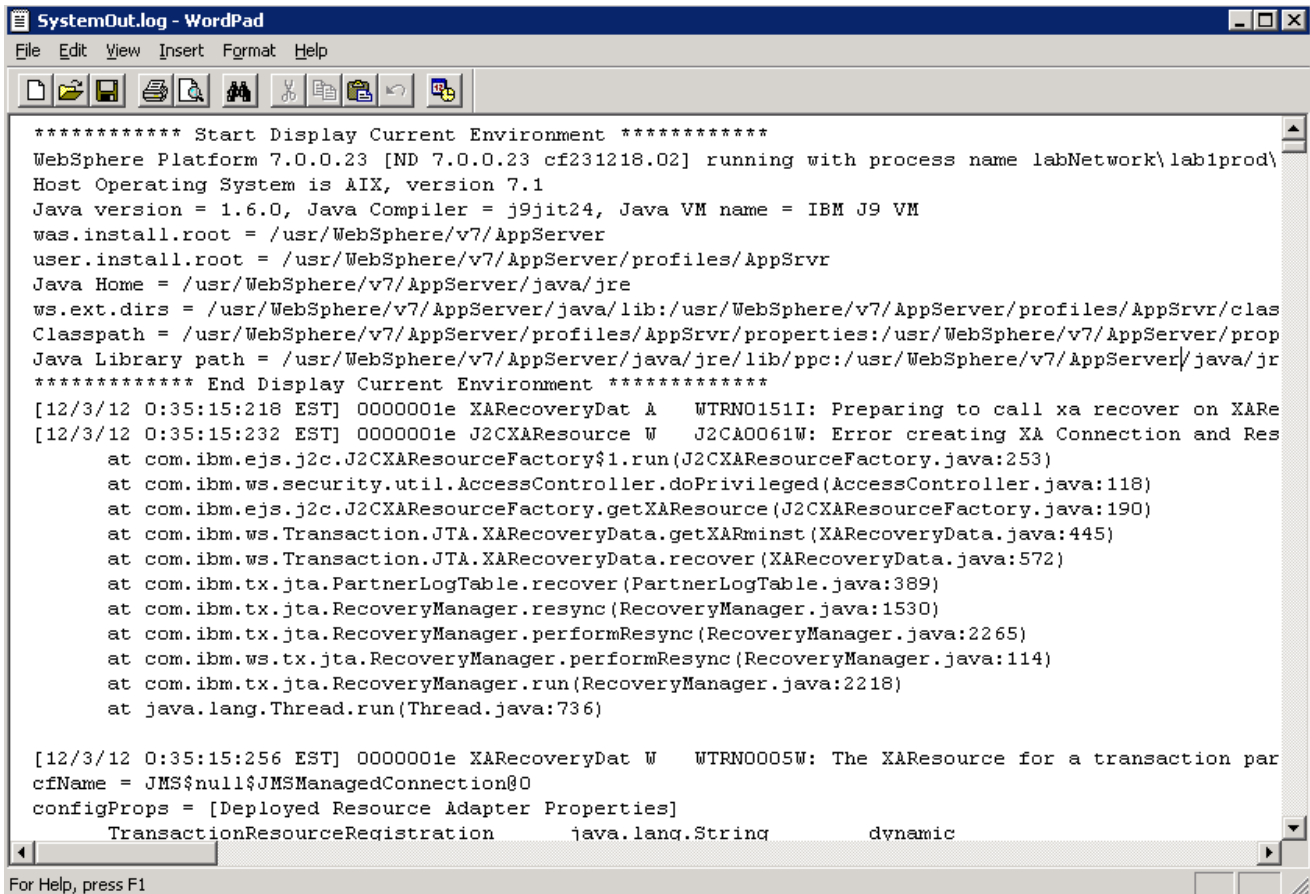 SystemOut.log - WordPad
File Edit View Insert Format Help
************ Start Display Current Environment ************
WebSphere Platform 7.0.0.23 [ND 7.0.0.23 cf231218.02] running with process name labNetwork\lab1prod\
Host Operating System is AIX, version 7.1
Java version = 1.6.0, Java Compiler = j9jit24, Java VM name = IBM J9 VM
was.install.root = /usr/WebSphere/v7/AppServer
user.install.root = /usr/WebSphere/v7/AppServer/profiles/AppSrvr
Java Home = /usr/WebSphere/v7/AppServer/java/jre
ws.ext.dirs = /usr/WebSphere/v7/AppServer/java/lib:/usr/WebSphere/v7/AppServer/profiles/AppSrvr/clas
Classpath = /usr/WebSphere/v7/AppServer/profiles/AppSrvr/properties:/usr/WebSphere/v7/AppServer/prop
Java Library path = /usr/WebSphere/v7/AppServer/java/jre/lib/ppc:/usr/WebSphere/v7/AppServer/java/jr
************* End Display Current Environment *************
[12/3/12 0:35:15:218 EST] 0000001e XARecoveryDat A   WTRN0151I: Preparing to call xa recover on XARe
[12/3/12 0:35:15:232 EST] 0000001e J2CXAResource W   J2CA0061W: Error creating XA Connection and Res
at com.ibm.ejs.j2c.J2CXAResourceFactory$1.run(J2CXAResourceFactory.java:253)
at com.ibm.ws.security.util.AccessController.doPrivileged(AccessController.java:118)
at com.ibm.ejs.j2c.J2CXAResourceFactory.getXAResource(J2CXAResourceFactory.java:190)
at com.ibm.ws.Transaction.JTA.XARecoveryData.getXARminst(XARecoveryData.java:445)
at com.ibm.ws.Transaction.JTA.XARecoveryData.recover(XARecoveryData.java:572)
at com.ibm.tx.jta.PartnerLogTable.recover(PartnerLogTable.java:389)
at com.ibm.tx.jta.RecoveryManager.resync(RecoveryManager.java:1530)
at com.ibm.tx.jta.RecoveryManager.performResync(RecoveryManager.java:2265)
at com.ibm.ws.tx.jta.RecoveryManager.performResync(RecoveryManager.java:114)
at com.ibm.tx.jta.RecoveryManager.run(RecoveryManager.java:2218)
at java.lang.Thread.run(Thread.java:736)
[12/3/12 0:35:15:256 EST] 0000001e XARecoveryDat W   WTRN0005W: The XAResource for a transaction par
cfName = JMS$null$JMSManagedConnection@0
configProps = [Deployed Resource Adapter Properties]
TransactionResourceRegistration     java.lang.String     dynamic
For Help, press F1